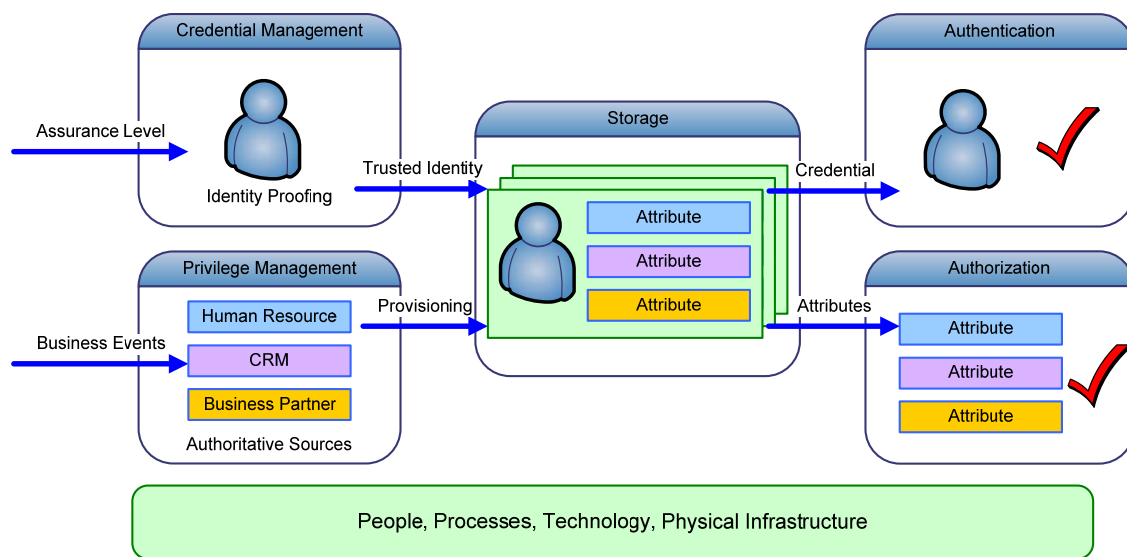 Credential Management
Assurance Level
Identity Proofing
Trusted Identity
Privilege Management
Human Resource
Business Events
CRM
Business Partner
Authoritative Sources
Provisioning
Storage
Attribute
Attribute
Attribute
Credential
Attributes
Authentication
Authorization
Attribute
Attribute
Attribute
People, Processes, Technology, Physical Infrastructure